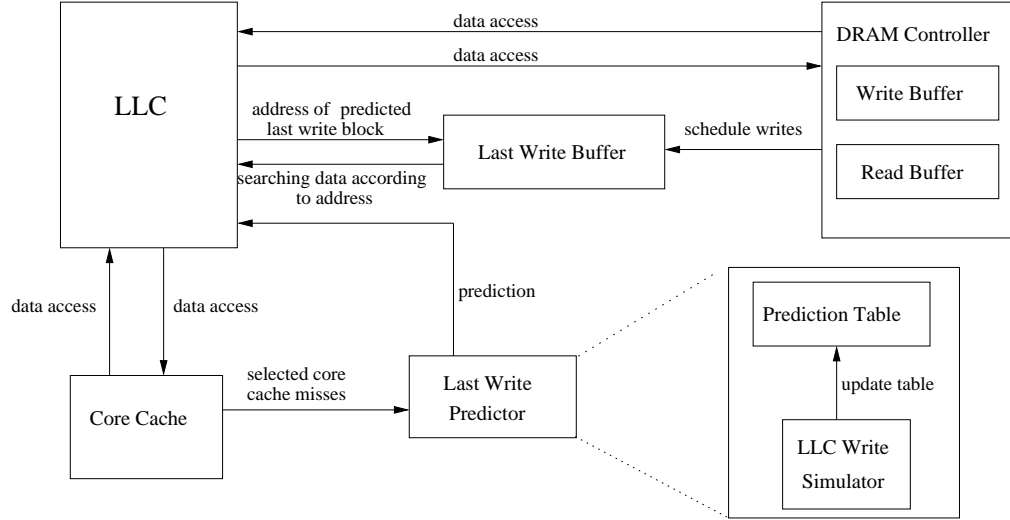 data access
DRAM Controller
data access
LLC
Write Buffer
address of predicted
last write block
schedule writes
Last Write Buffer
Read Buffer
searching data according
to address
data access
data access
prediction
Prediction Table
selected core
cache misses
Last Write
Predictor
update table
Core Cache
LLC Write
Simulator